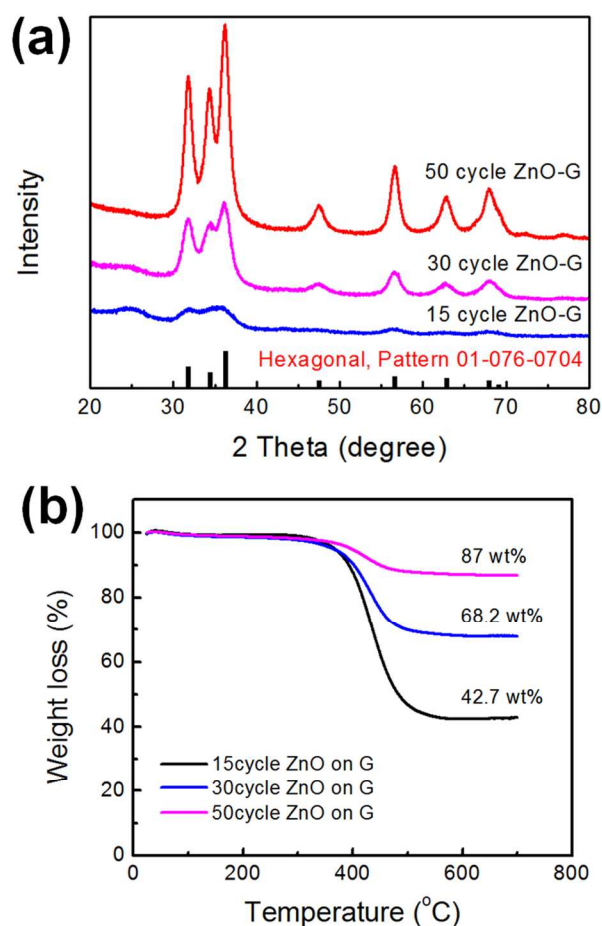 (a)
Intensity
50 cycle ZnO-G
30 cycle ZnO-G
15 cycle ZnO-G
Hexagonal, Pattern 01-076-0704
20 30 40 50 60 70 80
2 Theta (degree)
(b)
Weight loss (%)
100
80
60
40
20
0
87 wt%
68.2 wt%
42.7 wt%
15cycle ZnO on G
30cycle ZnO on G
50cycle ZnO on G
0 200 400 600 800
Temperature (°C)